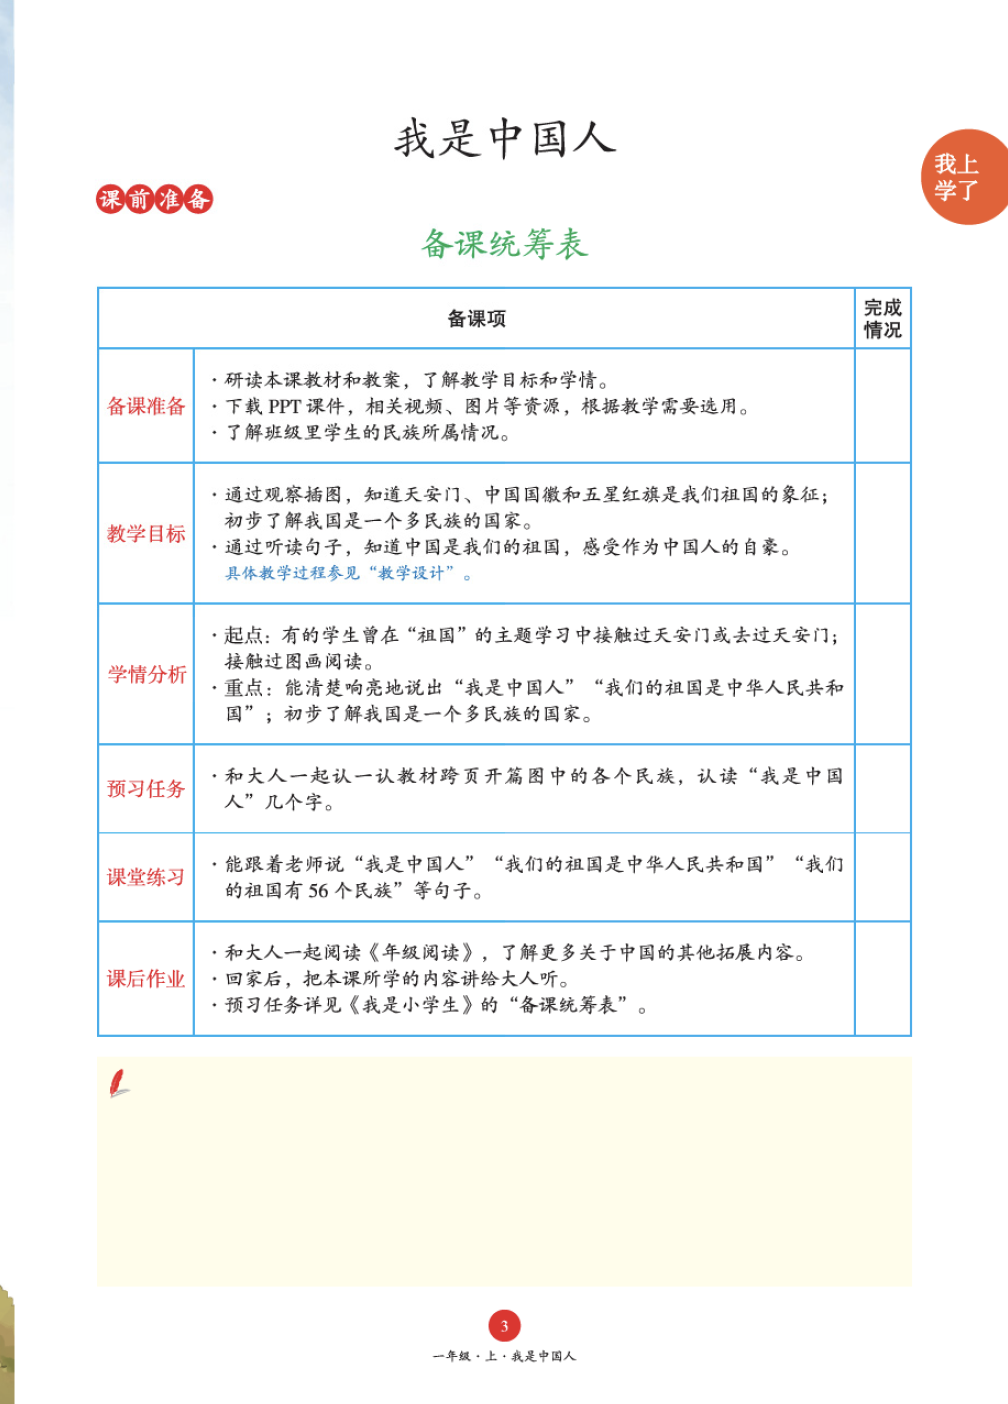 我是中国人
我上
学了
课前准备
备课统筹表
备课项
完成
情况
备课准备
·研读本课教材和教案，了解教学目标和学情。
·下载 PPT 课件，相关视频、图片等资源，根据教学需要选用。
·了解班级里学生的民族所属情况。
教学目标
·通过观察插图，知道天安门、中国国徽和五星红旗是我们祖国的象征；
初步了解我国是一个多民族的国家。
·通过听读句子，知道中国是我们的祖国，感受作为中国人的自豪。
具体教学过程参见“教学设计”。
学情分析
·起点：有的学生曾在“祖国”的主题学习中接触过天安门或去过天安门；
接触过图画阅读。
·重点：能清楚响亮地说出“我是中国人”“我们的祖国是中华人民共和
国”；初步了解我国是一个多民族的国家。
预习任务
·和大人一起认一认教材跨页开篇图中的各个民族，认读“我是中国
人”几个字。
课堂练习
·能跟着老师说“我是中国人”“我们的祖国是中华人民共和国”“我们
的祖国有 56 个民族”等句子。
课后作业
·和大人一起阅读《年级阅读》，了解更多关于中国的其他拓展内容。
·回家后，把本课所学的内容讲给大人听。
·预习任务详见《我是小学生》的“备课统筹表”。
3
一年级·上·我是中国人